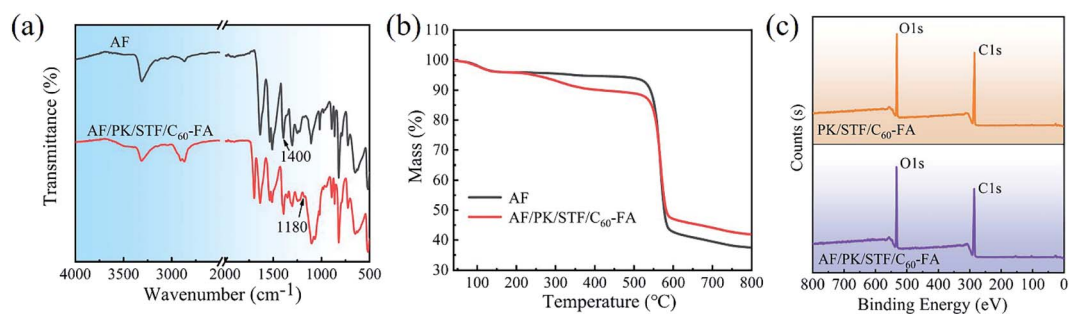 (a)
AF
AF/PK/STF/C60-FA
1400
1180
Transmittance (%)
4000
3000
2000
1500
1000
500
Wavenumber (cm-1)
(b)
110
100
90
80
70
60
50
40
30
Mass (%)
AF
AF/PK/STF/C60-FA
100 200 300 400 500 600 700 800
Temperature (℃)
(c)
O1s
C1s
PK/STF/C60-FA
O1s
C1s
AF/PK/STF/C60-FA
Counts (s)
800 700 600 500 400 300 200 100 0
Binding Energy (eV)